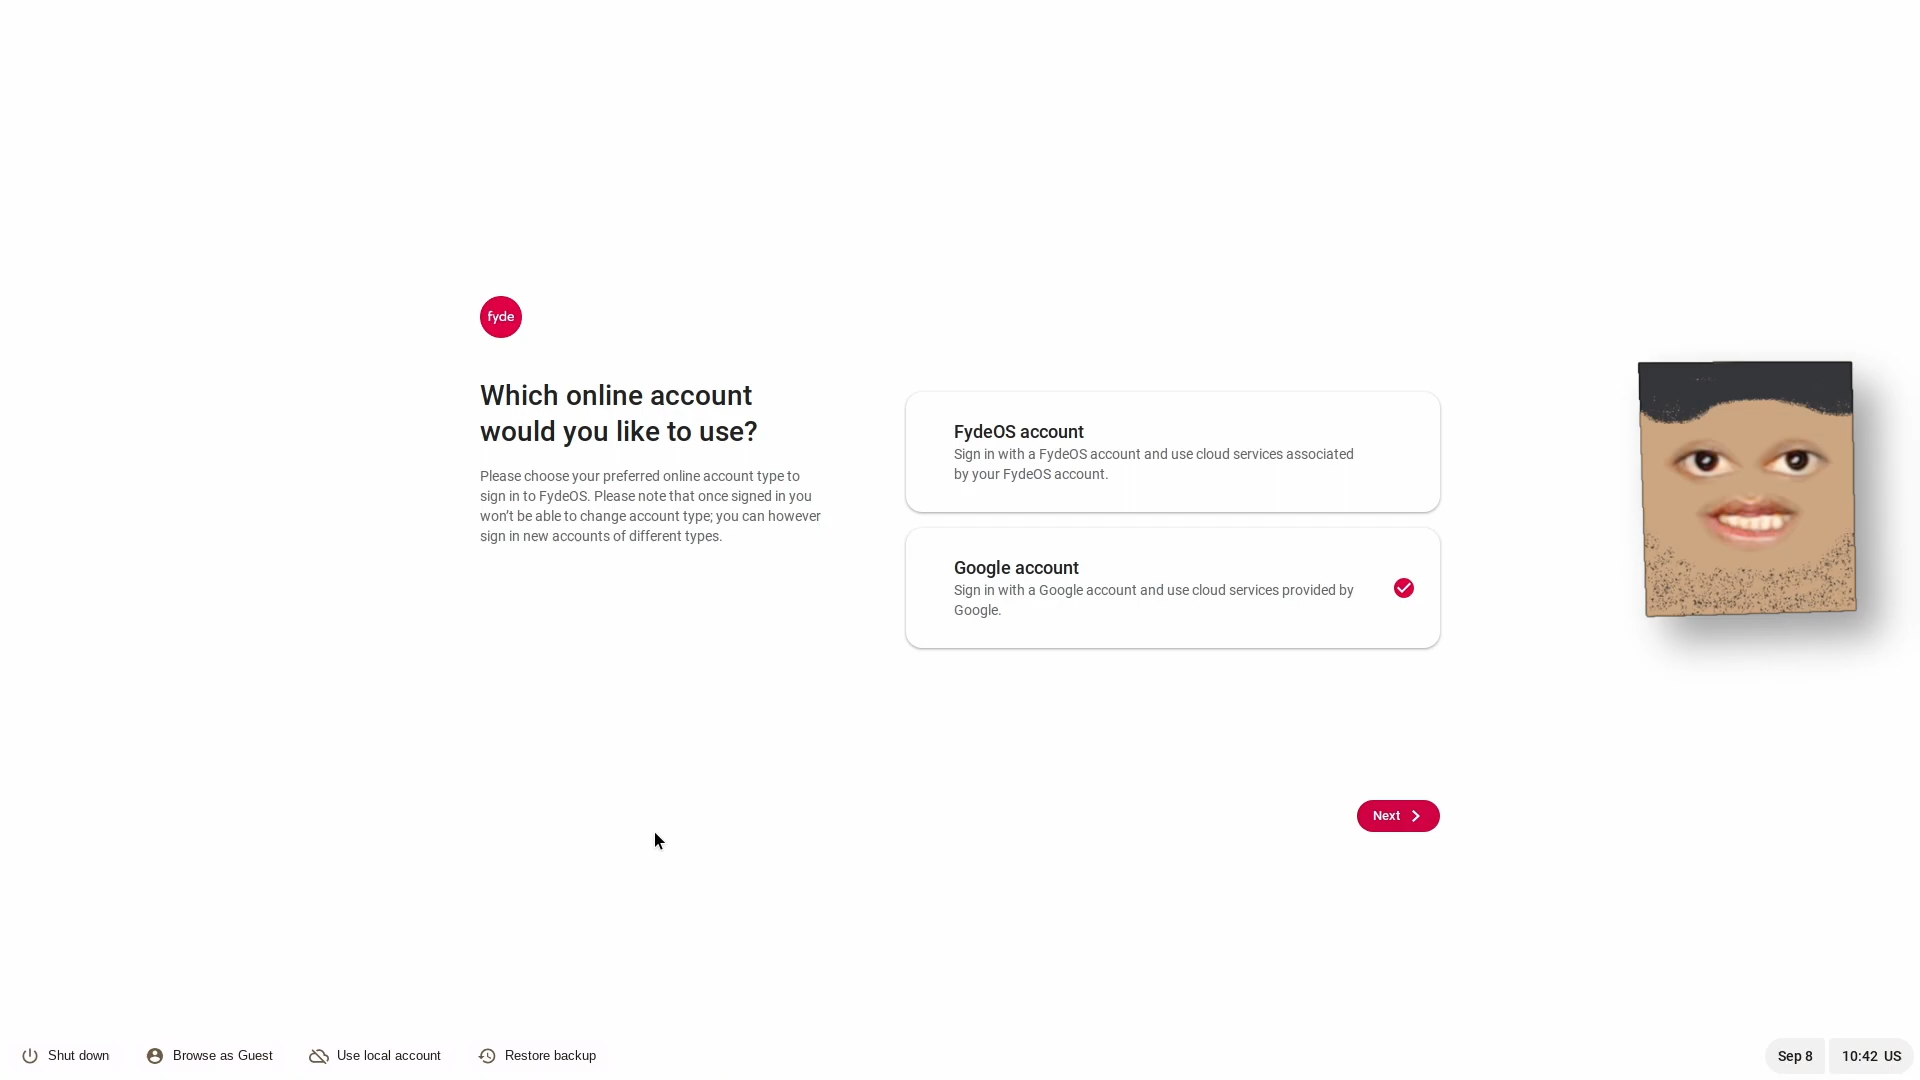 fyde
Which online account
would you like to use?
Please choose your preferred online account type to
sign in to FydeOS. Please note that once signed in you
won't be able to change account type; you can however
sign in new accounts of different types.
FydeOS account
Sign in with a FydeOS account and use cloud services associated
by your FydeOS account.
Google account
Sign in with a Google account and use cloud services provided by
Google.
Next
Shut down
Browse as Guest
Use local account
Restore backup
Sep 8
10:42 US